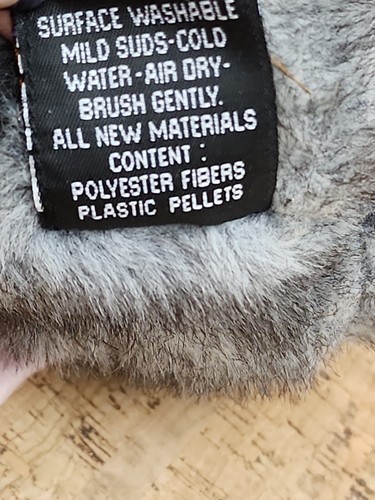 SURFACE WASHABLE
MILD SUDS-COLD
WATER-AIR DRY-
BRUSH GENTLY.
ALL NEW MATERIALS
CONTENT :
POLYESTER FIBERS
PLASTIC PELLETS